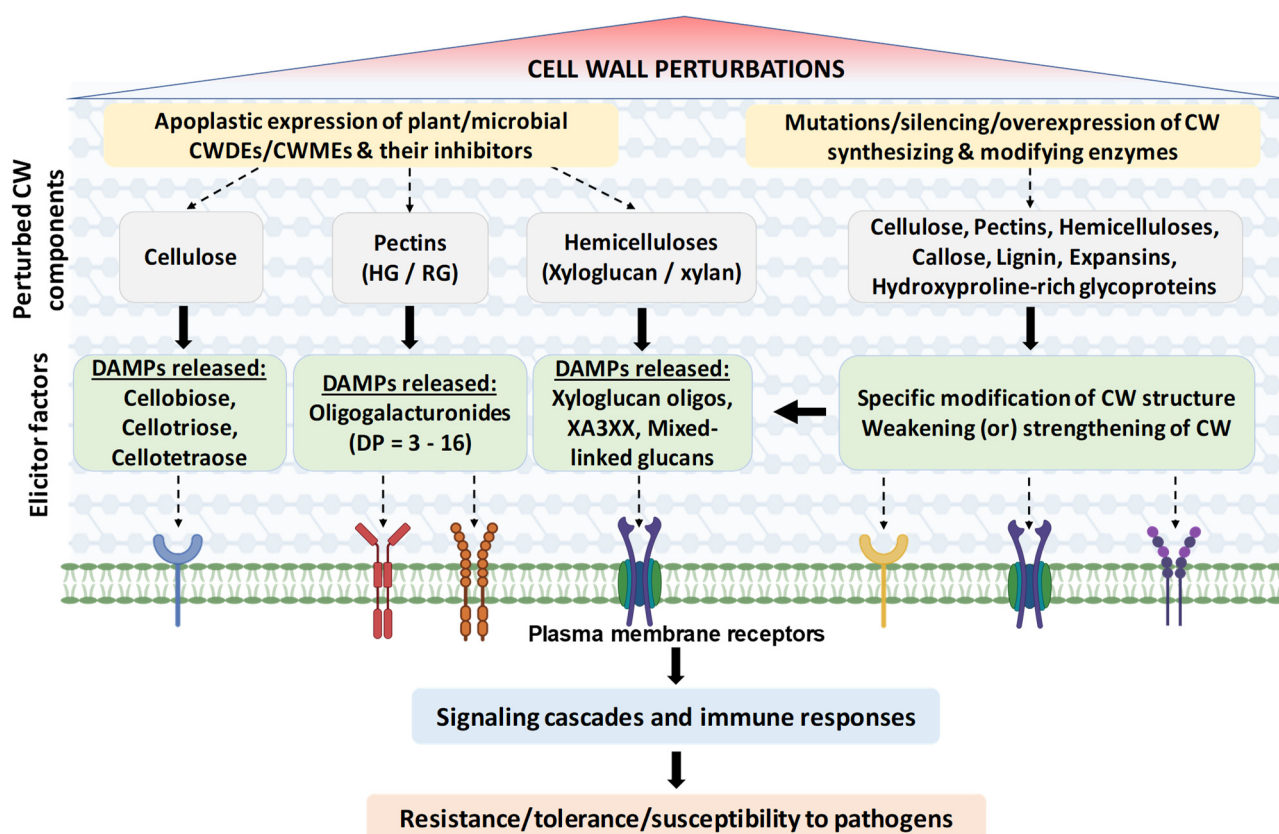 CELL WALL PERTURBATIONS
Apoplastic expression of plant/microbial
CWDEs/CWMEs & their inhibitors
Mutations/silencing/overexpression of CW
synthesizing & modifying enzymes
Perturbed CW
components
Cellulose
Pectins
(HG / RG)
Hemicelluloses
(Xyloglucan / xylan)
Cellulose, Pectins, Hemicelluloses,
Callose, Lignin, Expansins,
Hydroxyproline-rich glycoproteins
Elicitor factors
DAMPs released:
Cellobiose,
Cellotriose,
Cellotetraose
DAMPs released:
Oligogalacturonides
(DP = 3 - 16)
DAMPs released:
Xyloglucan oligos,
XA3XX, Mixed-
linked glucans
Specific modification of CW structure
Weakening (or) strengthening of CW
Plasma membrane receptors
Signaling cascades and immune responses
Resistance/tolerance/susceptibility to pathogens